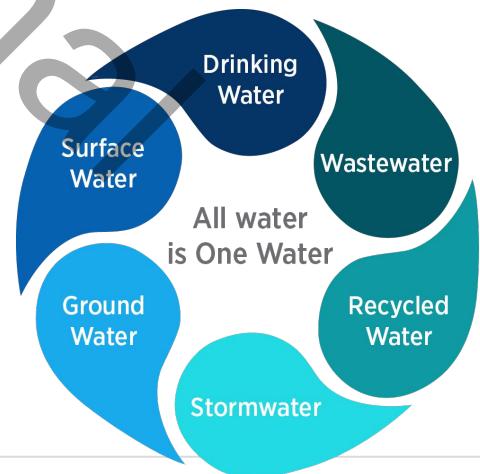 Drinking
Water
Wastewater
Recycled
Water
Stormwater
Ground
Water
Surface
Water
All water
is One Water